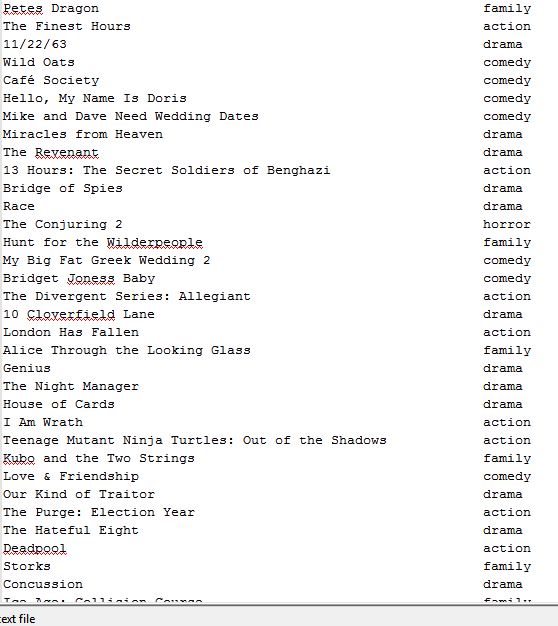 Petes Dragon family
The Finest Hours action
11/22/63 drama
Wild Oats comedy
Café Society comedy
Hello, My Name Is Doris comedy
Mike and Dave Need Wedding Dates comedy
Miracles from Heaven drama
The Revenant drama
13 Hours: The Secret Soldiers of Benghazi action
Bridge of Spies drama
Race drama
The Conjuring 2 horror
Hunt for the Wilderpeople family
My Big Fat Greek Wedding 2 comedy
Bridget Joness Baby comedy
The Divergent Series: Allegiant action
10 Cloverfield Lane drama
London Has Fallen action
Alice Through the Looking Glass family
Genius drama
The Night Manager drama
House of Cards drama
I Am Wrath action
Teenage Mutant Ninja Turtles: Out of the Shadows action
Kubo and the Two Strings family
Love & Friendship comedy
Our Kind of Traitor drama
The Purge: Election Year action
The Hateful Eight drama
Deadpool action
Storks family
Concussion drama
Ice Age: Collision Course family
ext file